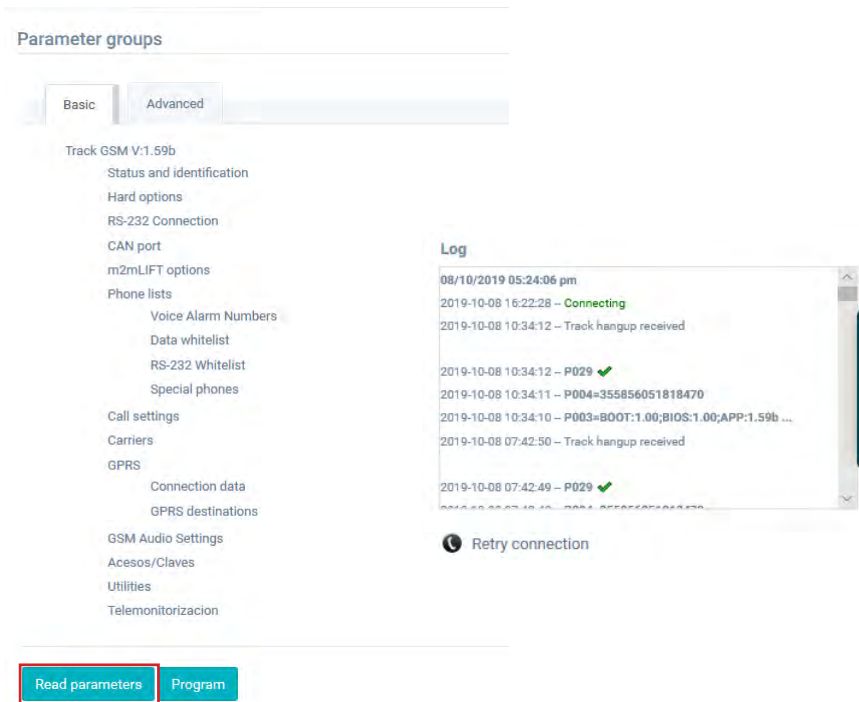 Parameter groups
Basic
Advanced
Track GSM V:1.59b
Status and identification
Hard options
RS-232 Connection
CAN port
m2mLIFT options
Phone lists
Voice Alarm Numbers
Data whitelist
RS-232 Whitelist
Special phones
Call settings
Carriers
GPRS
Connection data
GPRS destinations
GSM Audio Settings
Acesos/Claves
Utilities
Telemonitorizacion
Read parameters
Program
Log
08/10/2019 05:24:06 pm
2019-10-08 16:22:28 – Connecting
2019-10-08 10:34:12 – Track hangup received
2019-10-08 10:34:12 – P029 ✔
2019-10-08 10:34:11 – P004=355856051818470
2019-10-08 10:34:10 – P003=BOOT:1.00;BIOS:1.00;APP:1.59b ...
2019-10-08 07:42:50 – Track hangup received
2019-10-08 07:42:49 – P029 ✔
Retry connection